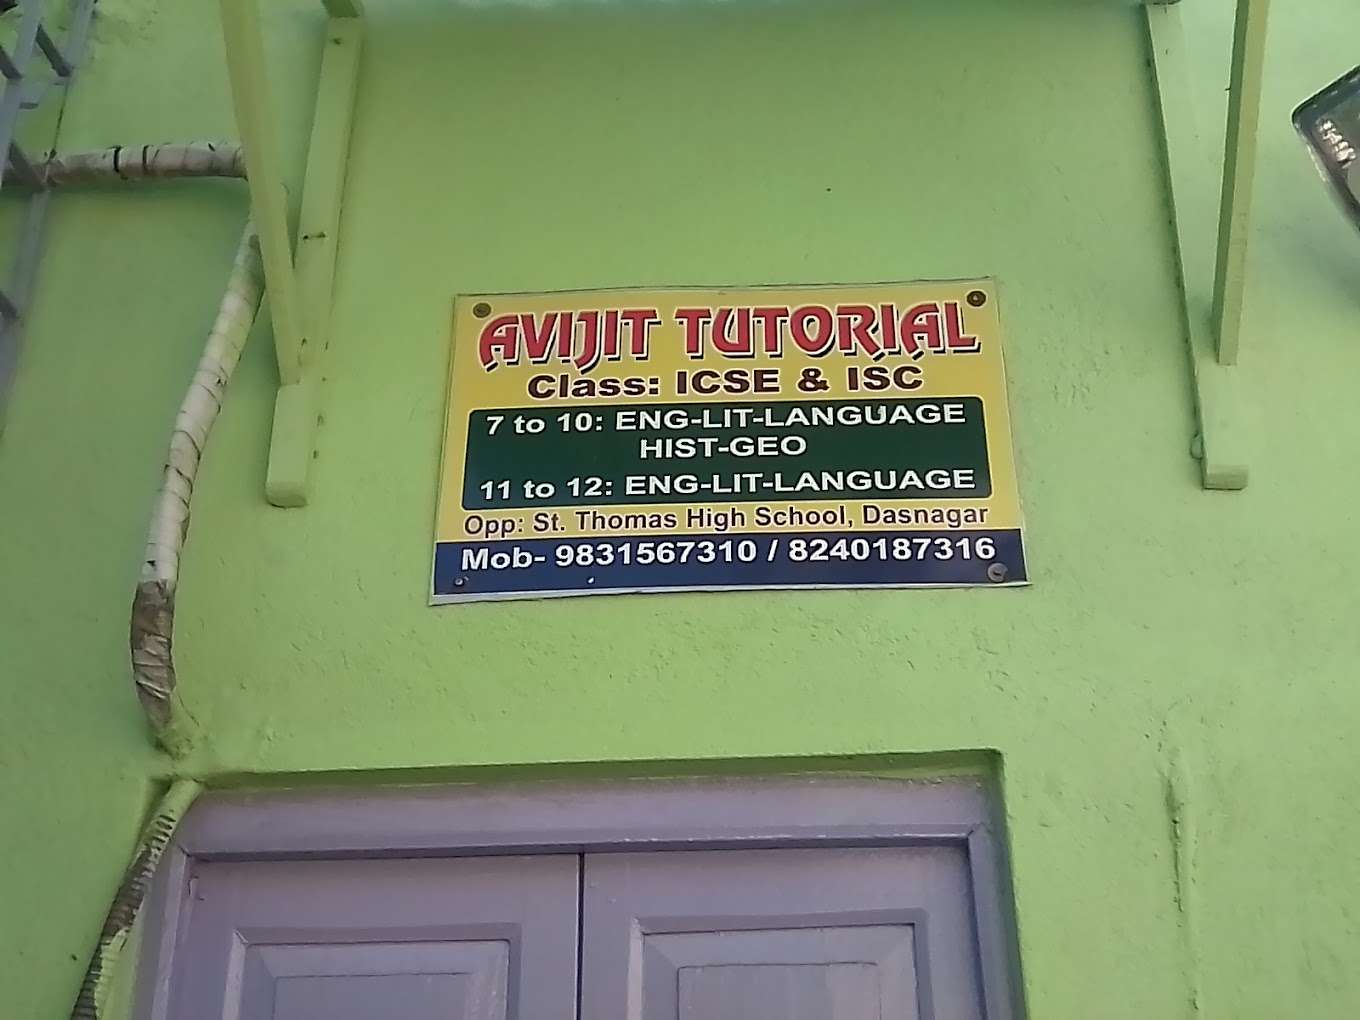 AVIJIT TUTORIAL
Class: ICSE & ISC
7 to 10: ENG-LIT-LANGUAGE
HIST-GEO
11 to 12: ENG-LIT-LANGUAGE
Opp: St. Thomas High School, Dasnagar
Mob- 9831567310 / 8240187316